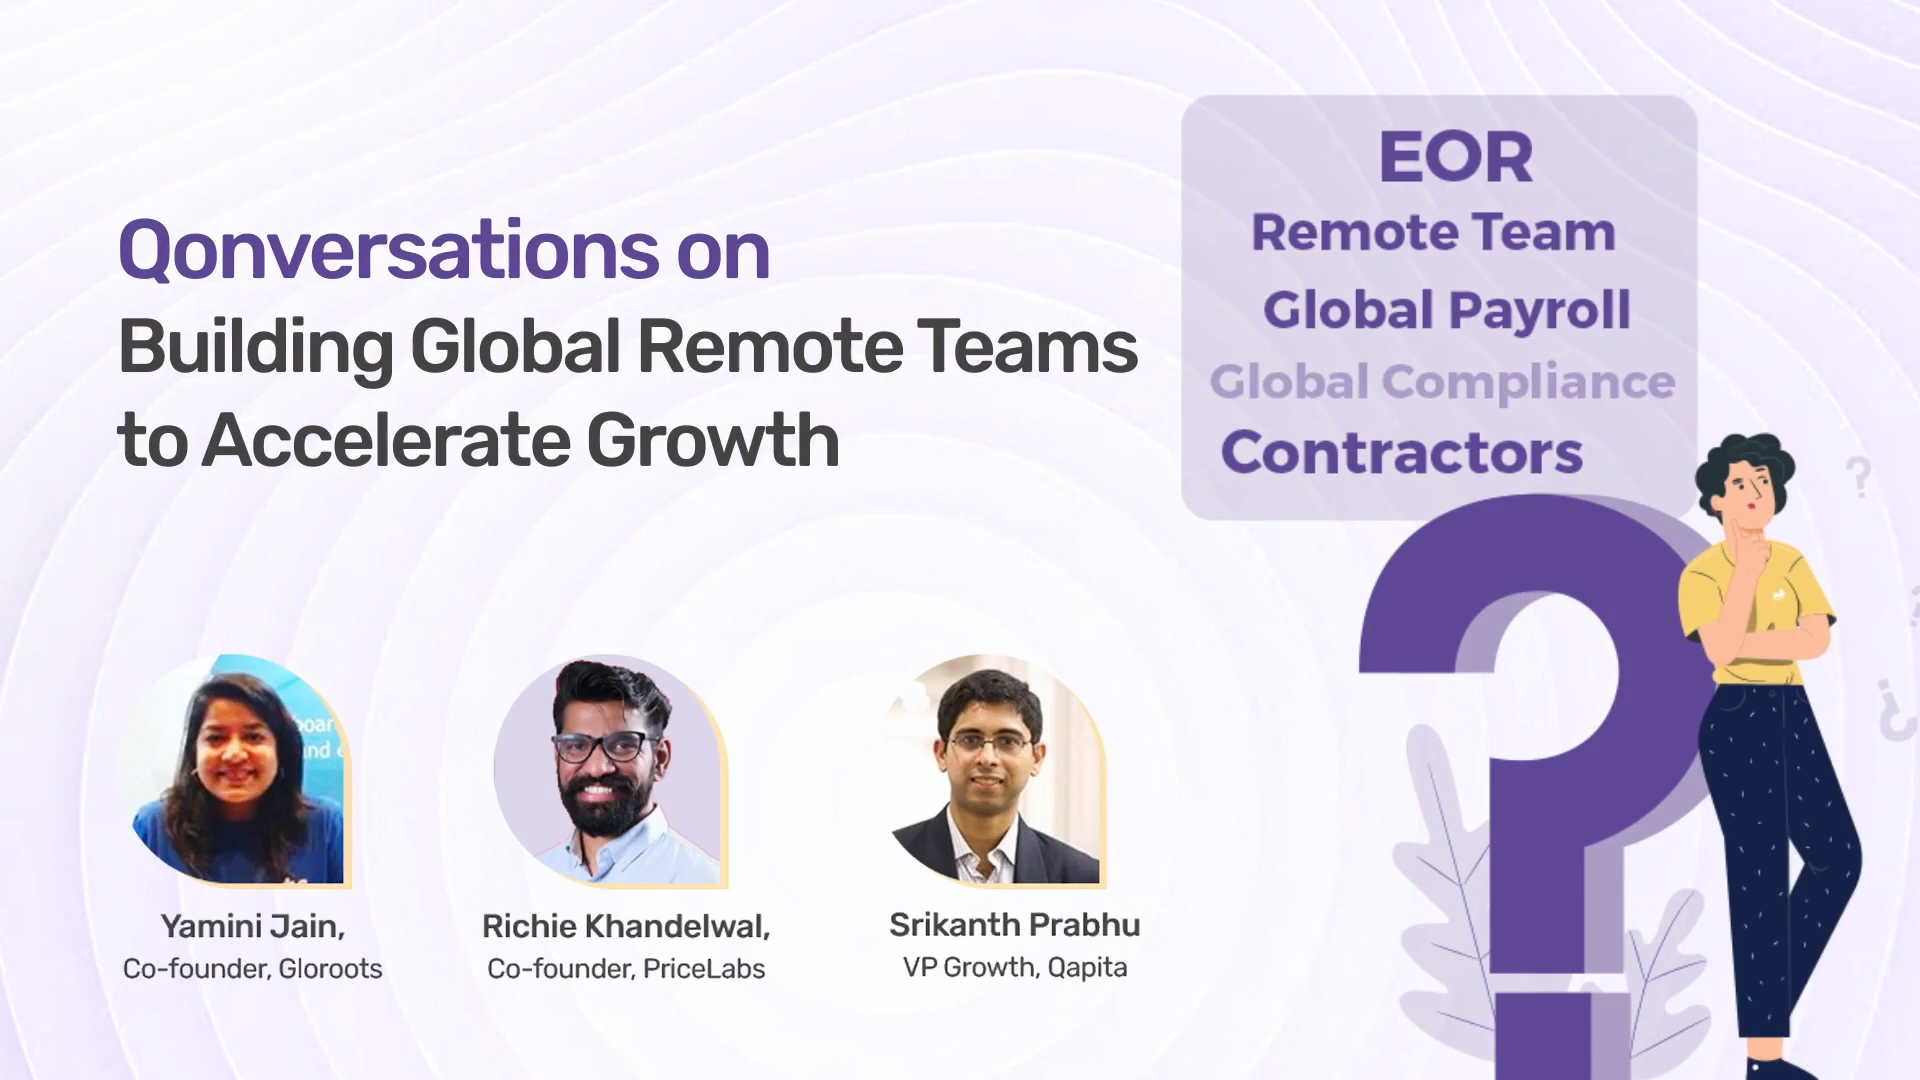 Qonversations on
Building Global Remote Teams
to Accelerate Growth
EOR
Remote Team
Global Payroll
Global Compliance
Contractors
Yamini Jain,
Co-founder, Gloroots
Richie Khandelwal,
Co-founder, PriceLabs
Srikanth Prabhu
VP Growth, Qapita